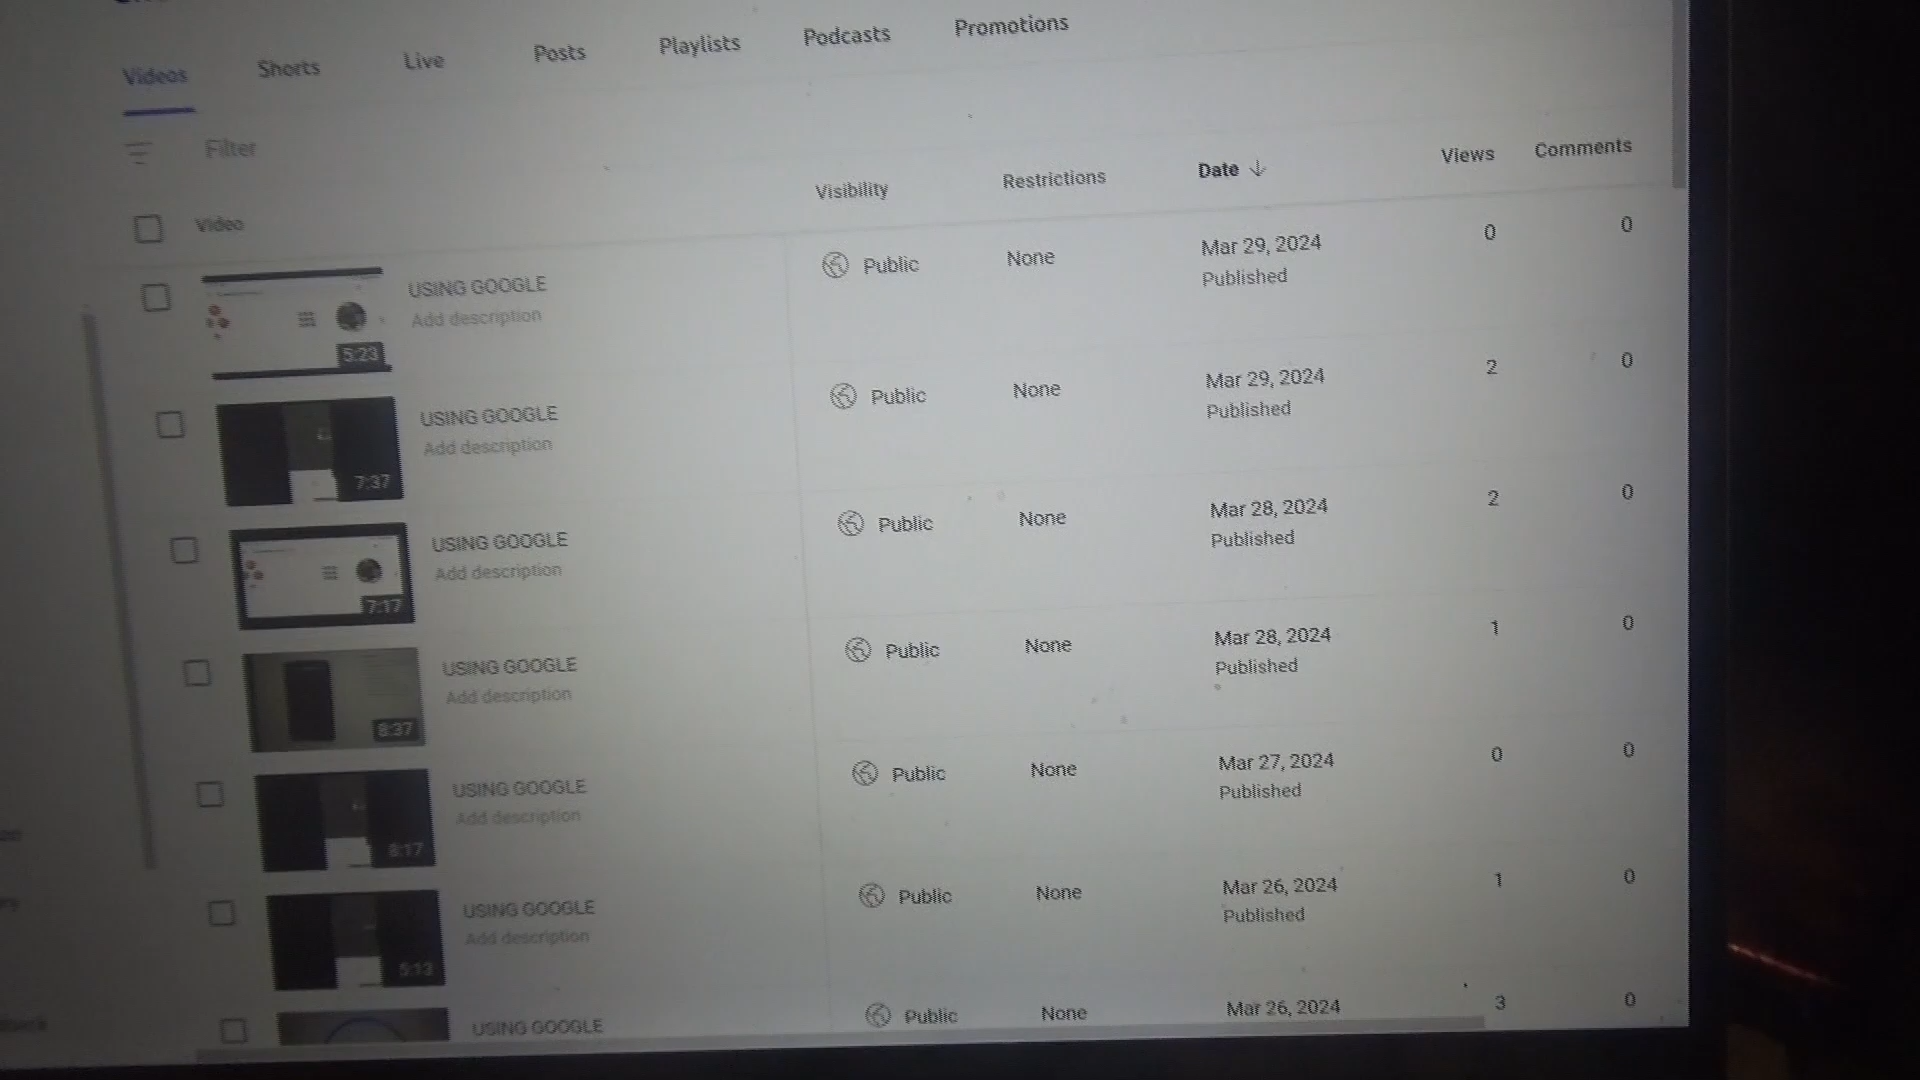 Videos Shorts Live Posts Playlists Podcasts Promotions
Filter
Video Visibility Restrictions Date ↓ Views Comments
USING GOOGLE Public None Mar 29, 2024 0 0
Add description Published
5:23
USING GOOGLE Public None Mar 29, 2024 2 0
Add description Published
7:37
USING GOOGLE Public None Mar 28, 2024 2 0
Add description Published
7:17
USING GOOGLE Public None Mar 28, 2024 1 0
Add description Published
8:37
USING GOOGLE Public None Mar 27, 2024 0 0
Add description Published
8:17
USING GOOGLE Public None Mar 26, 2024 1 0
Add description Published
5:13
USING GOOGLE Public None Mar 26, 2024 3 0